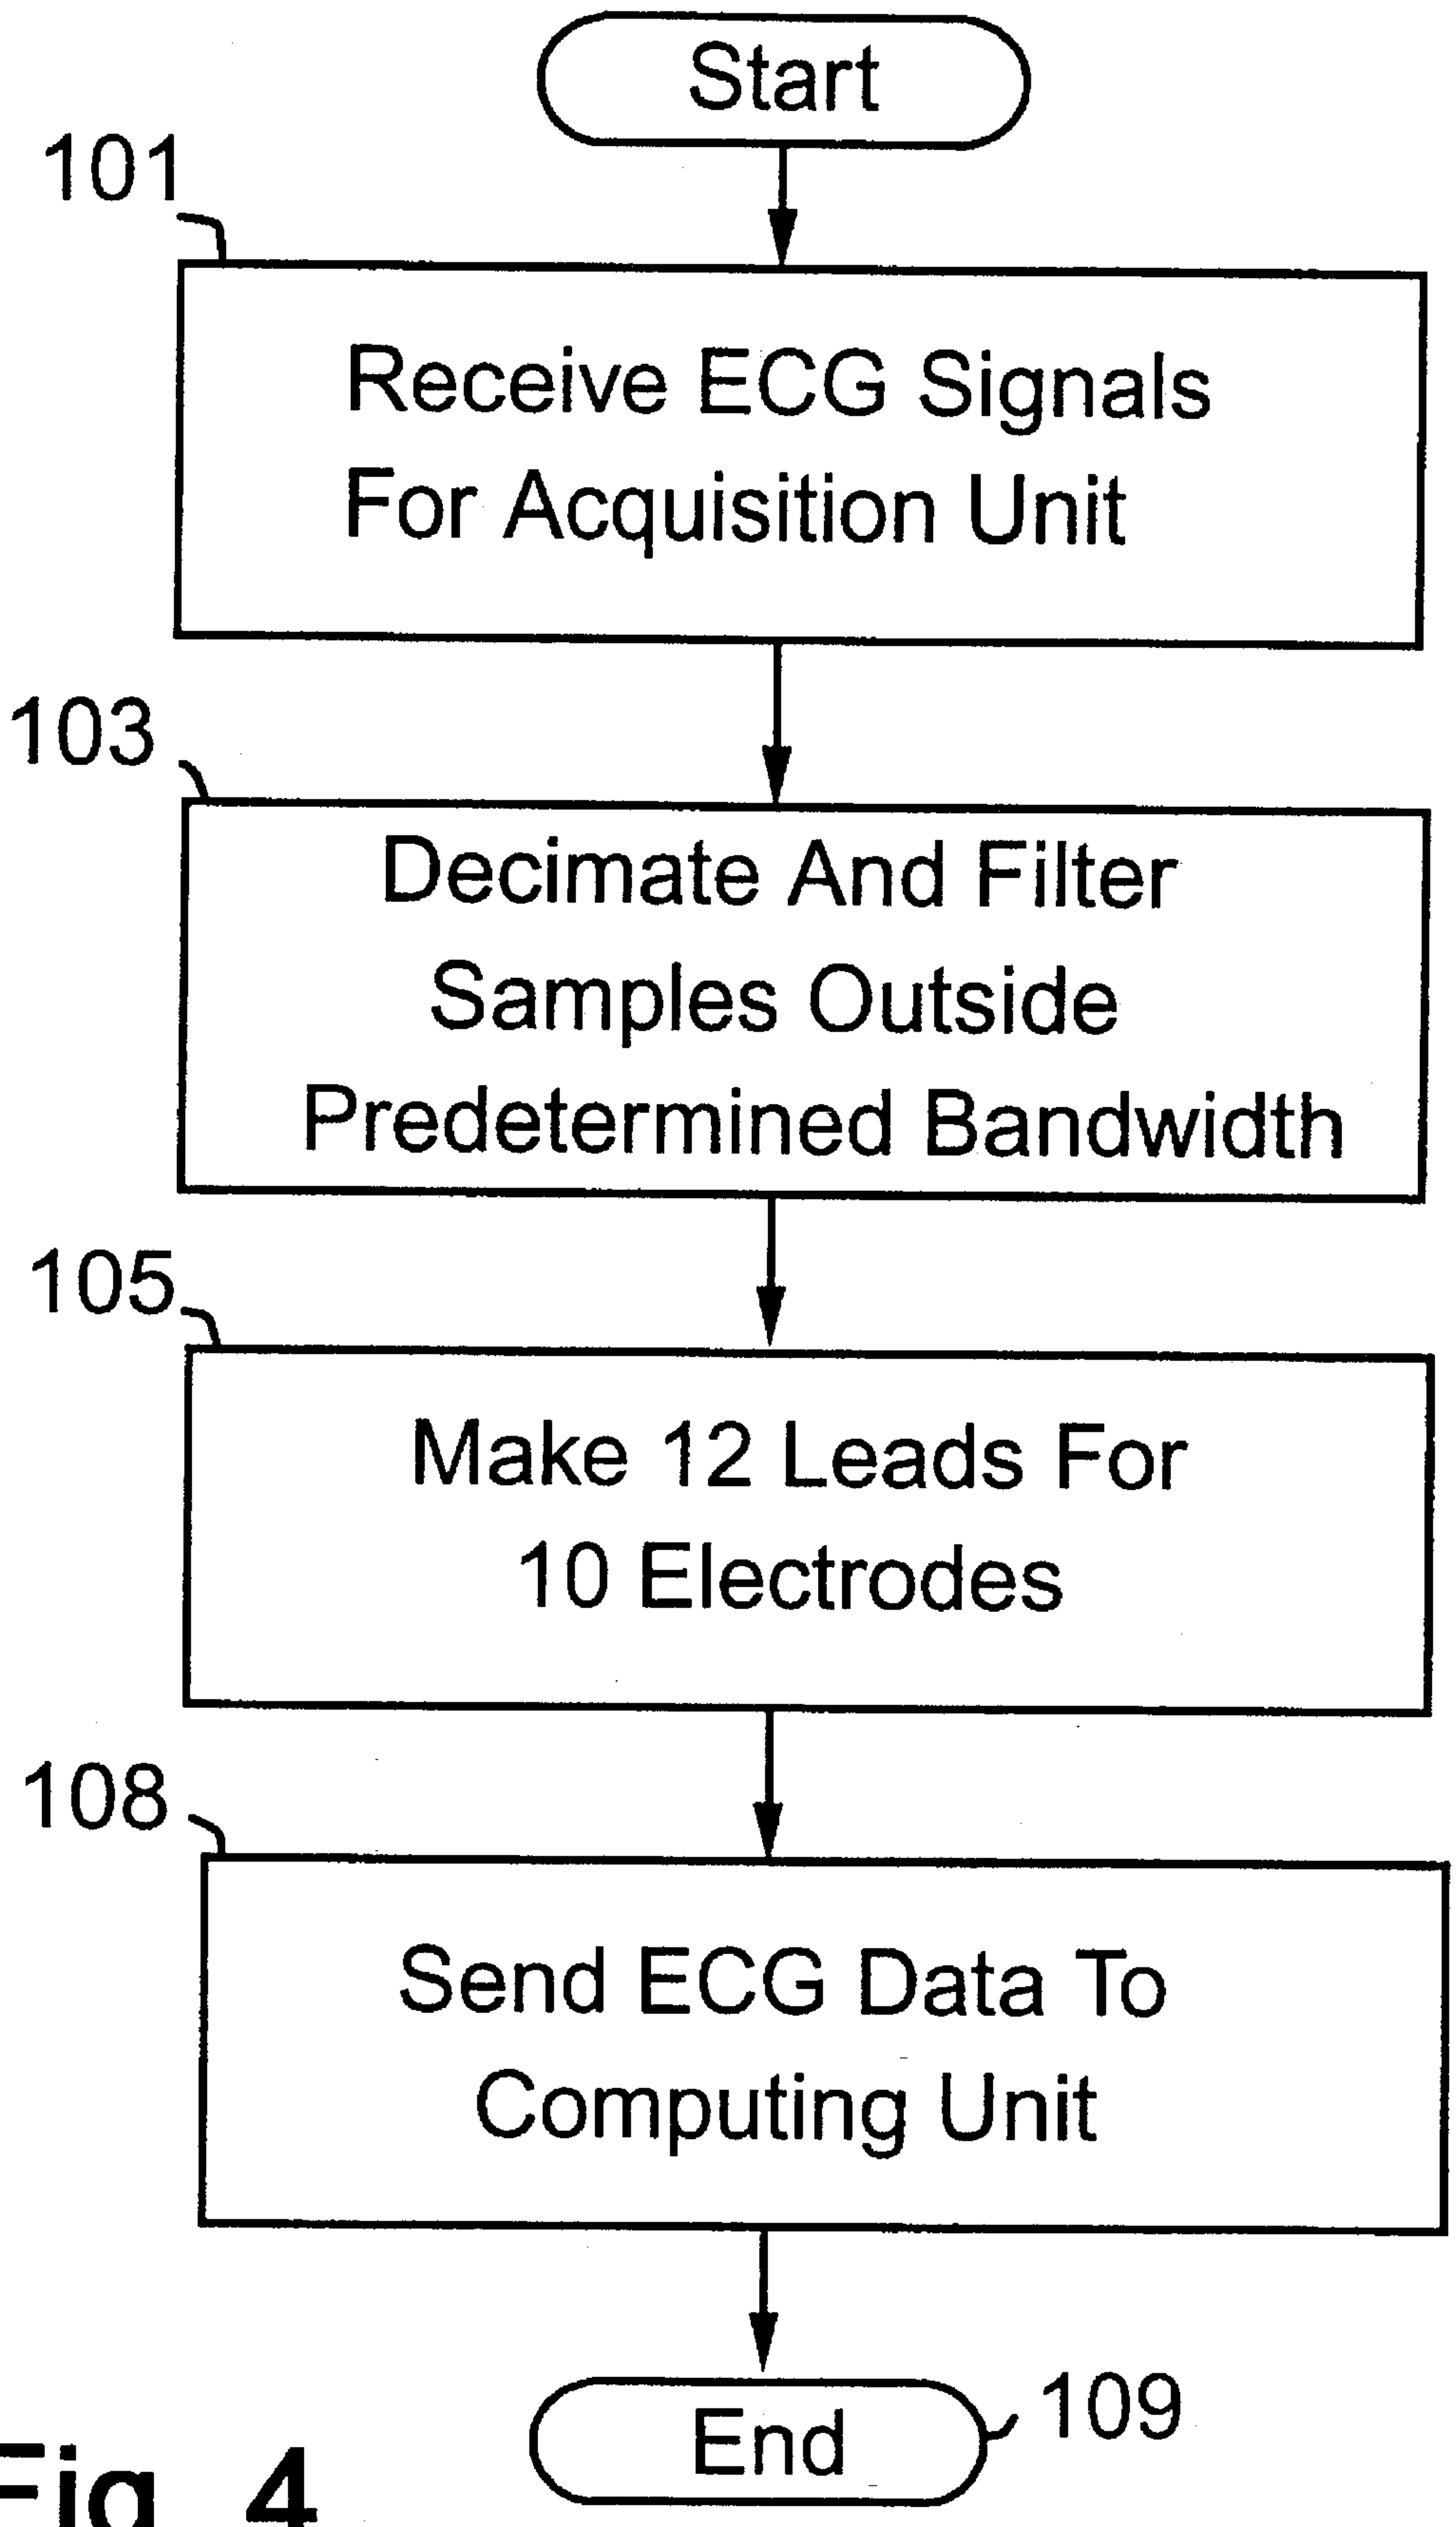 Start
101
Receive ECG Signals
For Acquisition Unit
103
Decimate And Filter
Samples Outside
Predetermined Bandwidth
105
Make 12 Leads For
10 Electrodes
108
Send ECG Data To
Computing Unit
End
109
Fig. 4